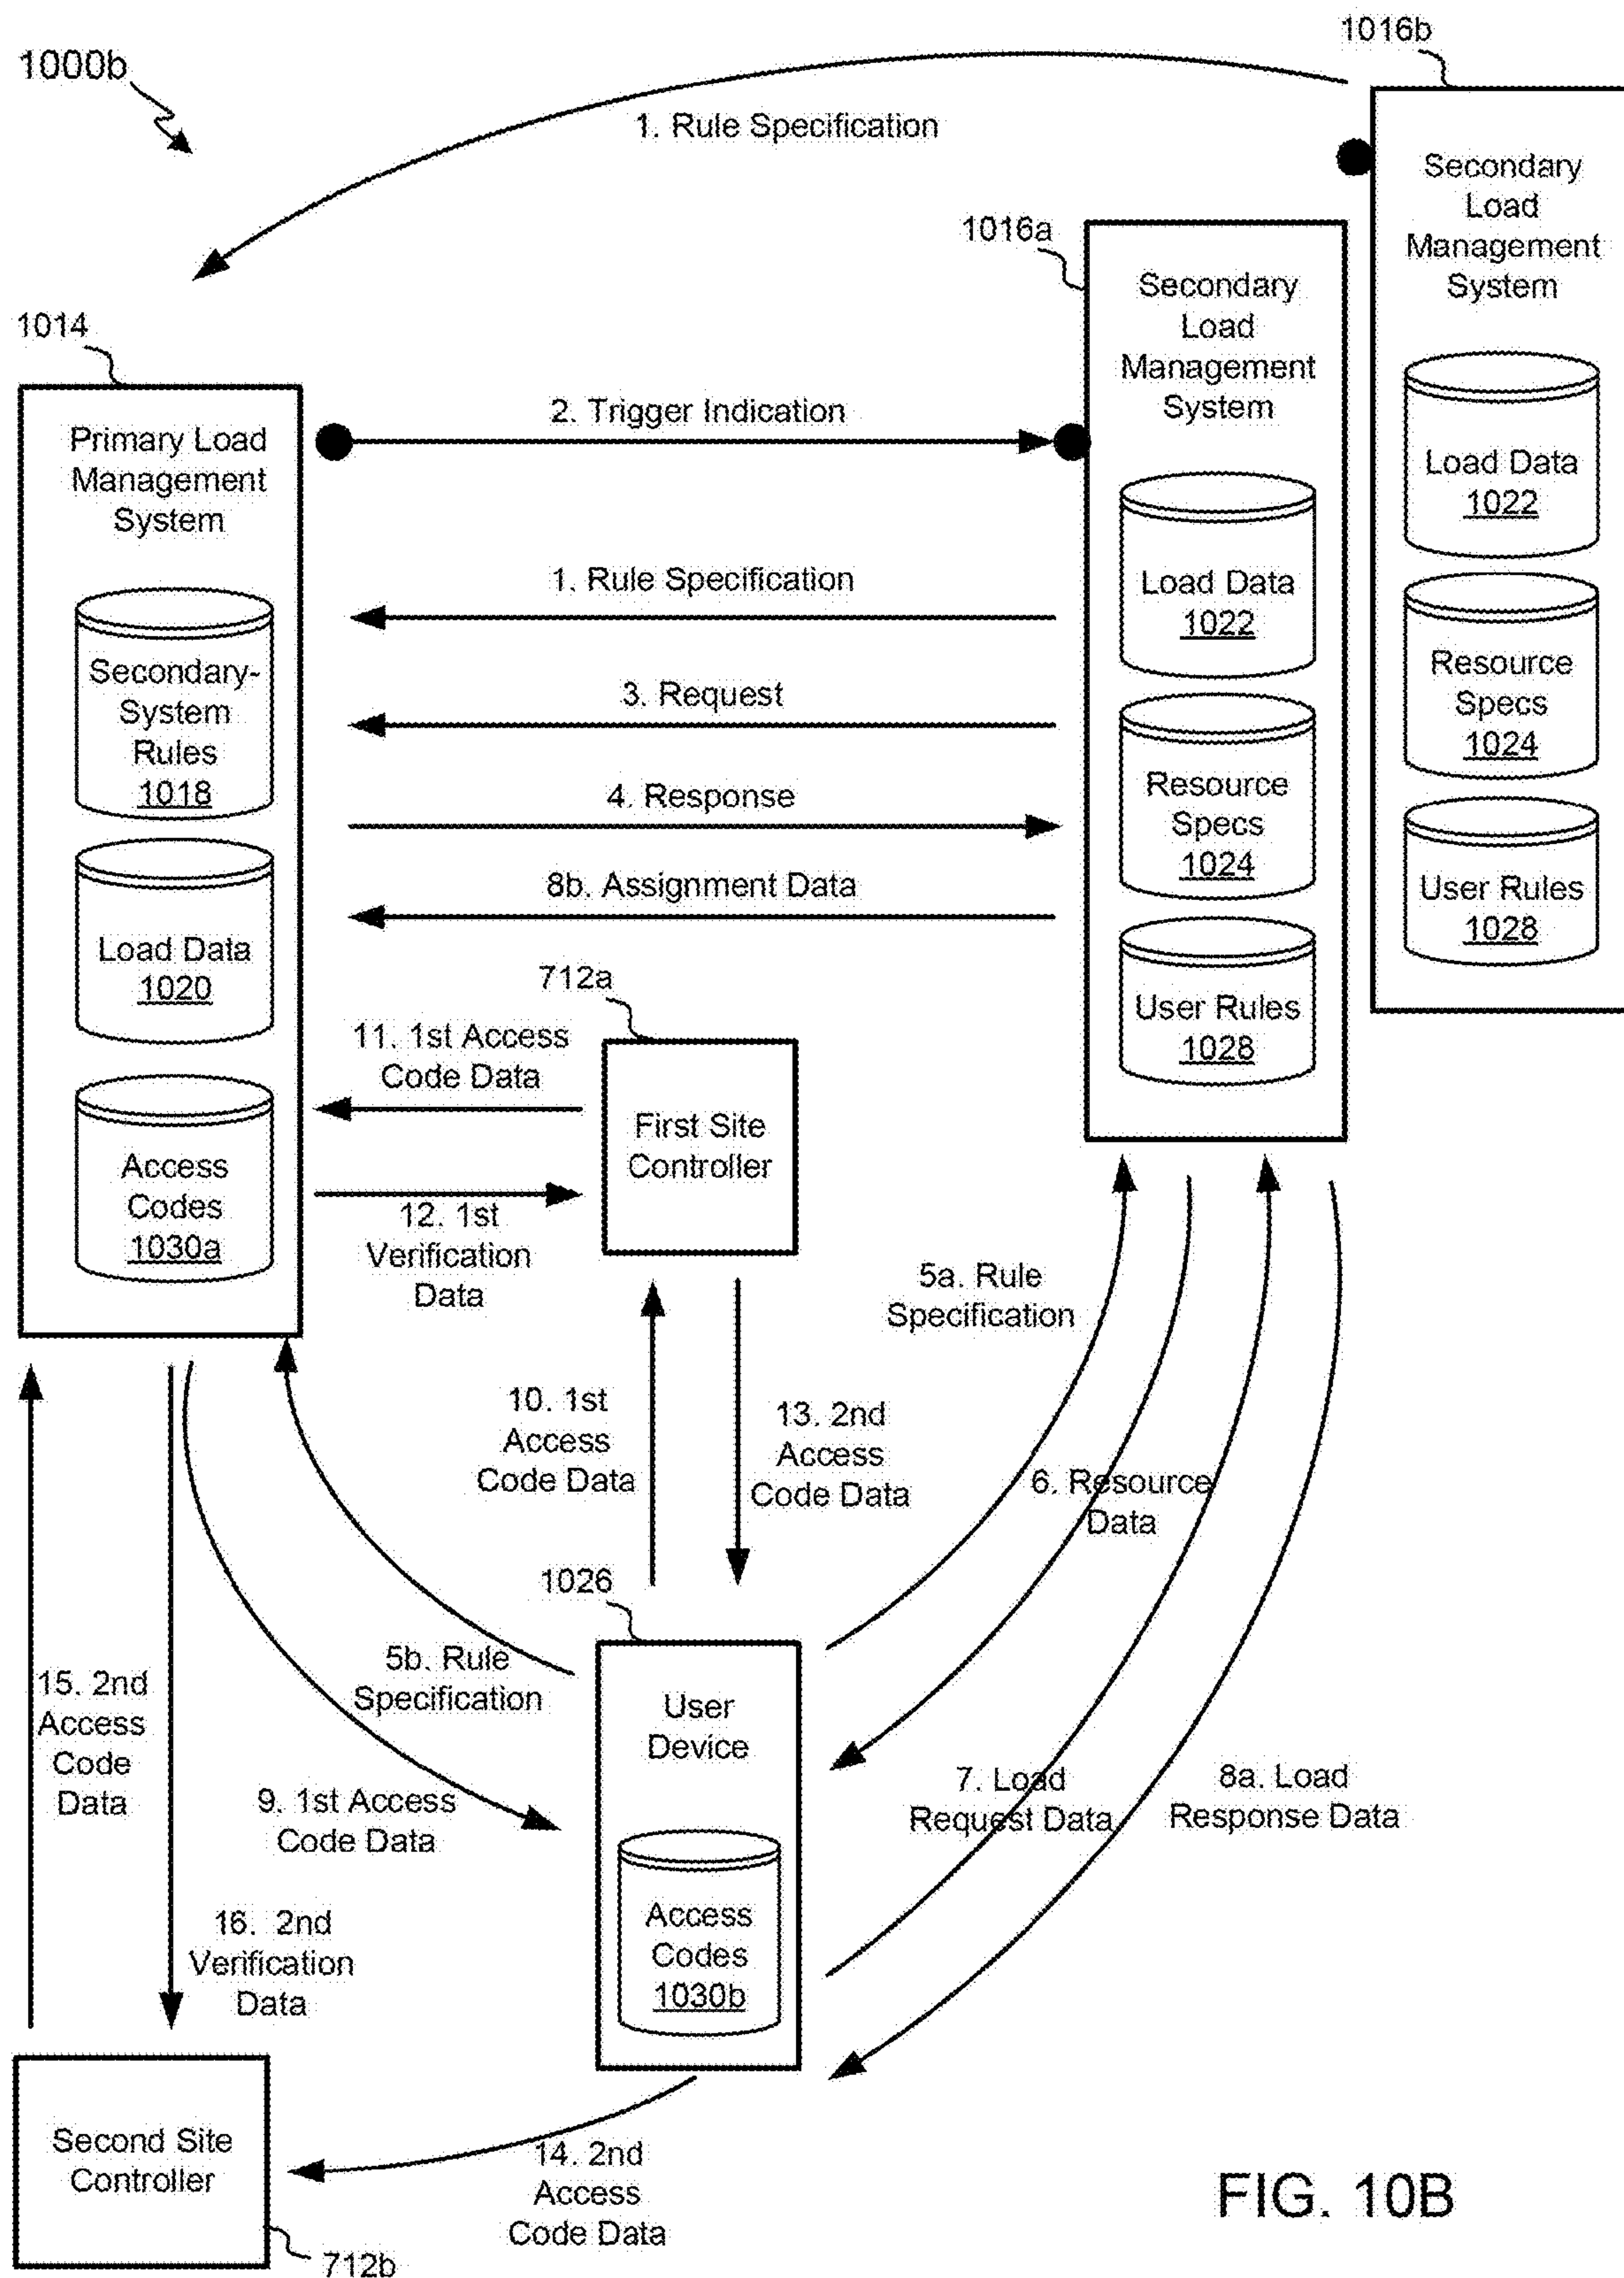 1000b
1016b
1. Rule Specification
Secondary
Load
Management
System
Load Data
1022
Resource
Specs
1024
User Rules
1028
1016a
Secondary
Load
Management
System
Load Data
1022
Resource
Specs
1024
User Rules
1028
1014
Primary Load
Management
System
Secondary-
System
Rules
1018
Load Data
1020
Access
Codes
1030a
2. Trigger Indication
1. Rule Specification
3. Request
4. Response
8b. Assignment Data
712a
11. 1st Access
Code Data
First Site
Controller
12. 1st
Verification
Data
5a. Rule
Specification
10. 1st
Access
Code Data
13. 2nd
Access
Code Data
6. Resource
Data
1026
5b. Rule
Specification
15. 2nd
Access
Code
Data
User
Device
9. 1st Access
Code Data
7. Load
Request Data
8a. Load
Response Data
Access
Codes
1030b
16. 2nd
Verification
Data
Second Site
Controller
14. 2nd
Access
Code Data
712b
FIG. 10B